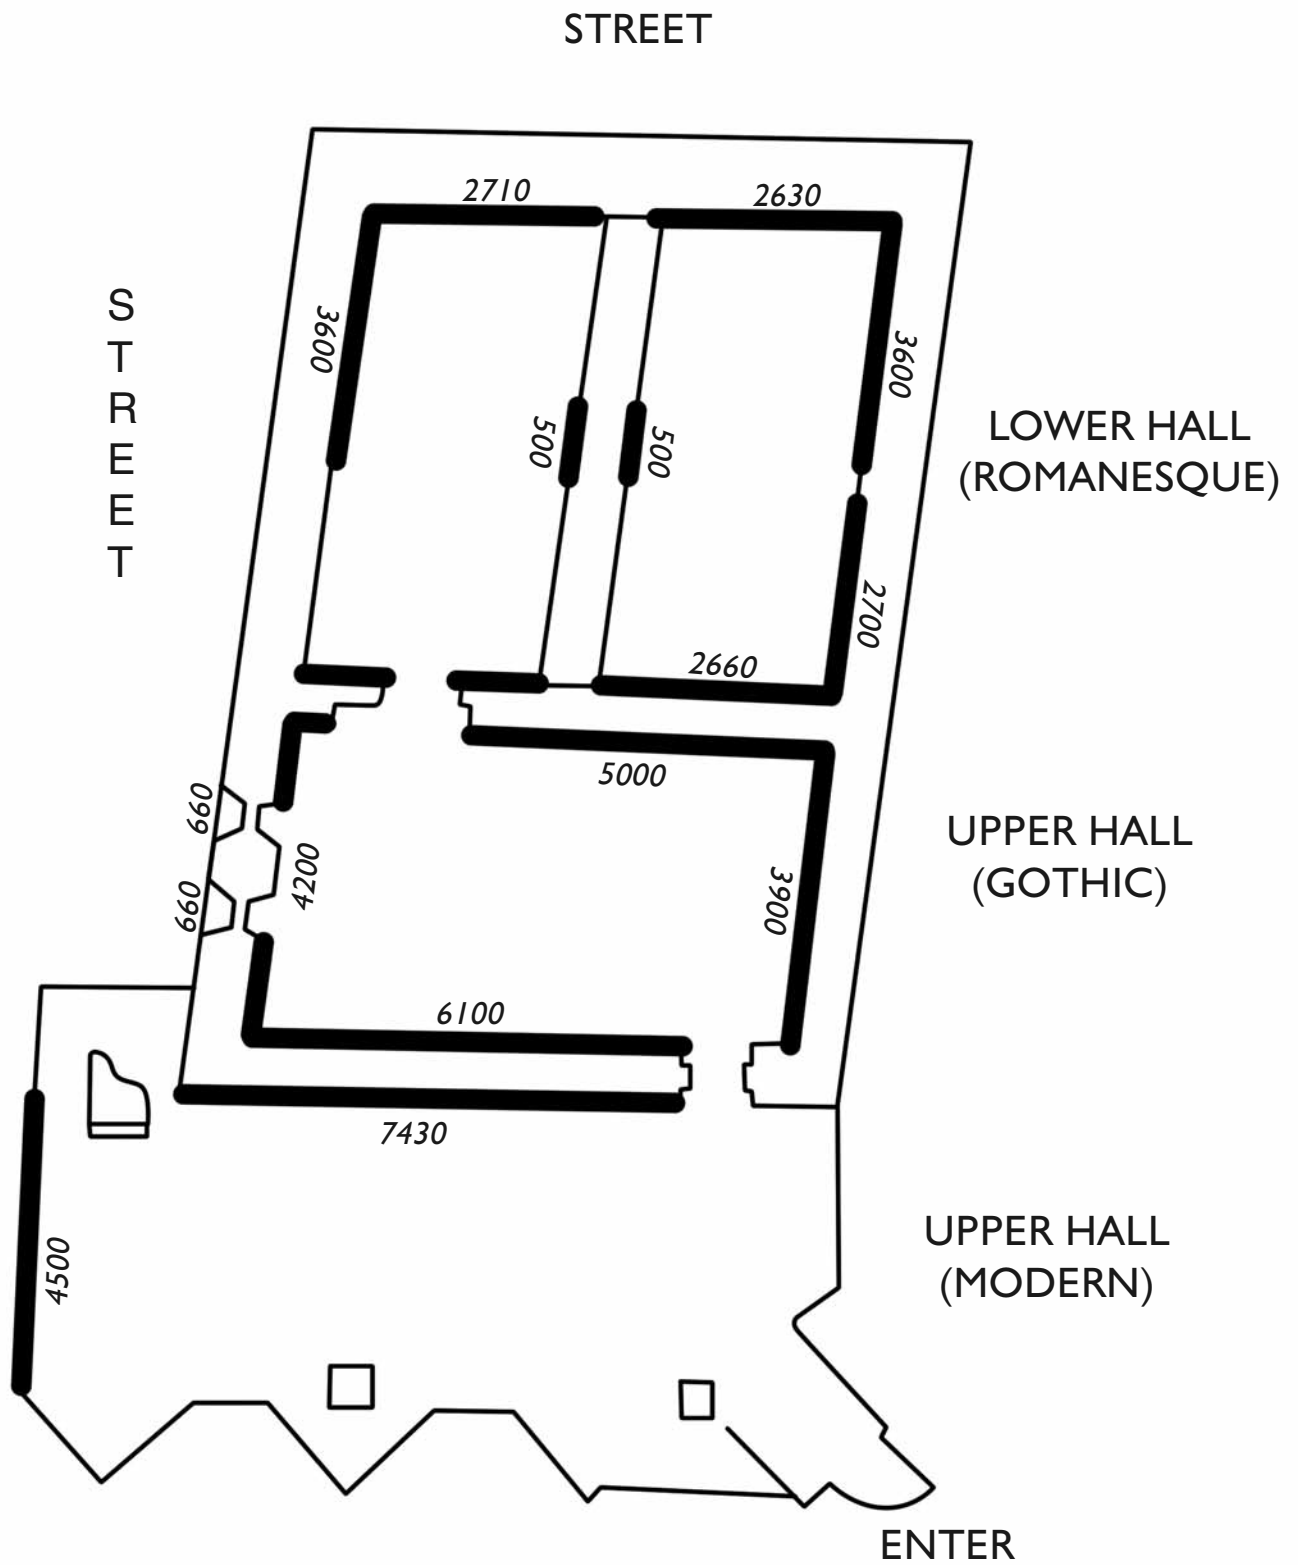 STREET
2710
2630
STREET
3600
3600
500
500
LOWER HALL
(ROMANESQUE)
2700
2660
5000
660
4200
660
3900
UPPER HALL
(GOTHIC)
6100
7430
4500
UPPER HALL
(MODERN)
ENTER